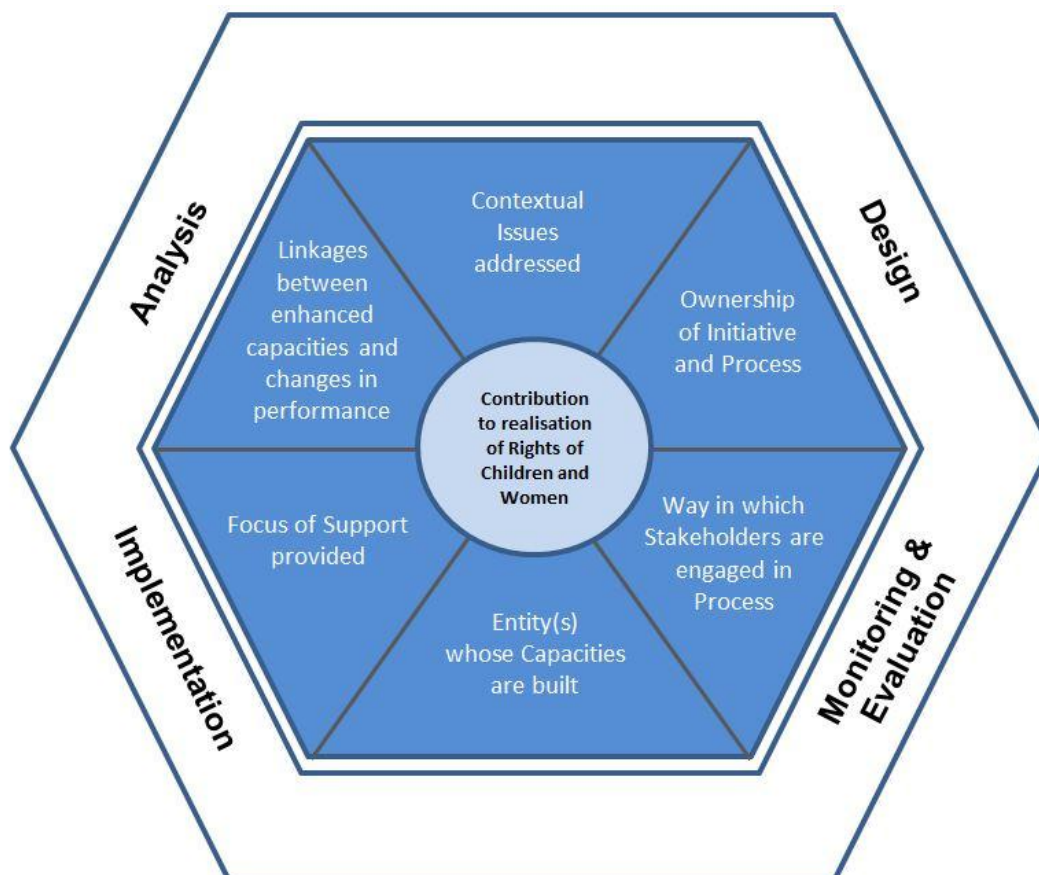 Analysis
Design
Contextual
Issues
addressed
Linkages
between
enhanced
capacities and
changes in
performance
Ownership
of Initiative
and Process
Contribution
to realisation
of Rights of
Children and
Women
Focus of Support
provided
Way in which
Stakeholders are
engaged in
Process
Entity(s)
whose Capacities
are built
Implementation
Monitoring &
Evaluation